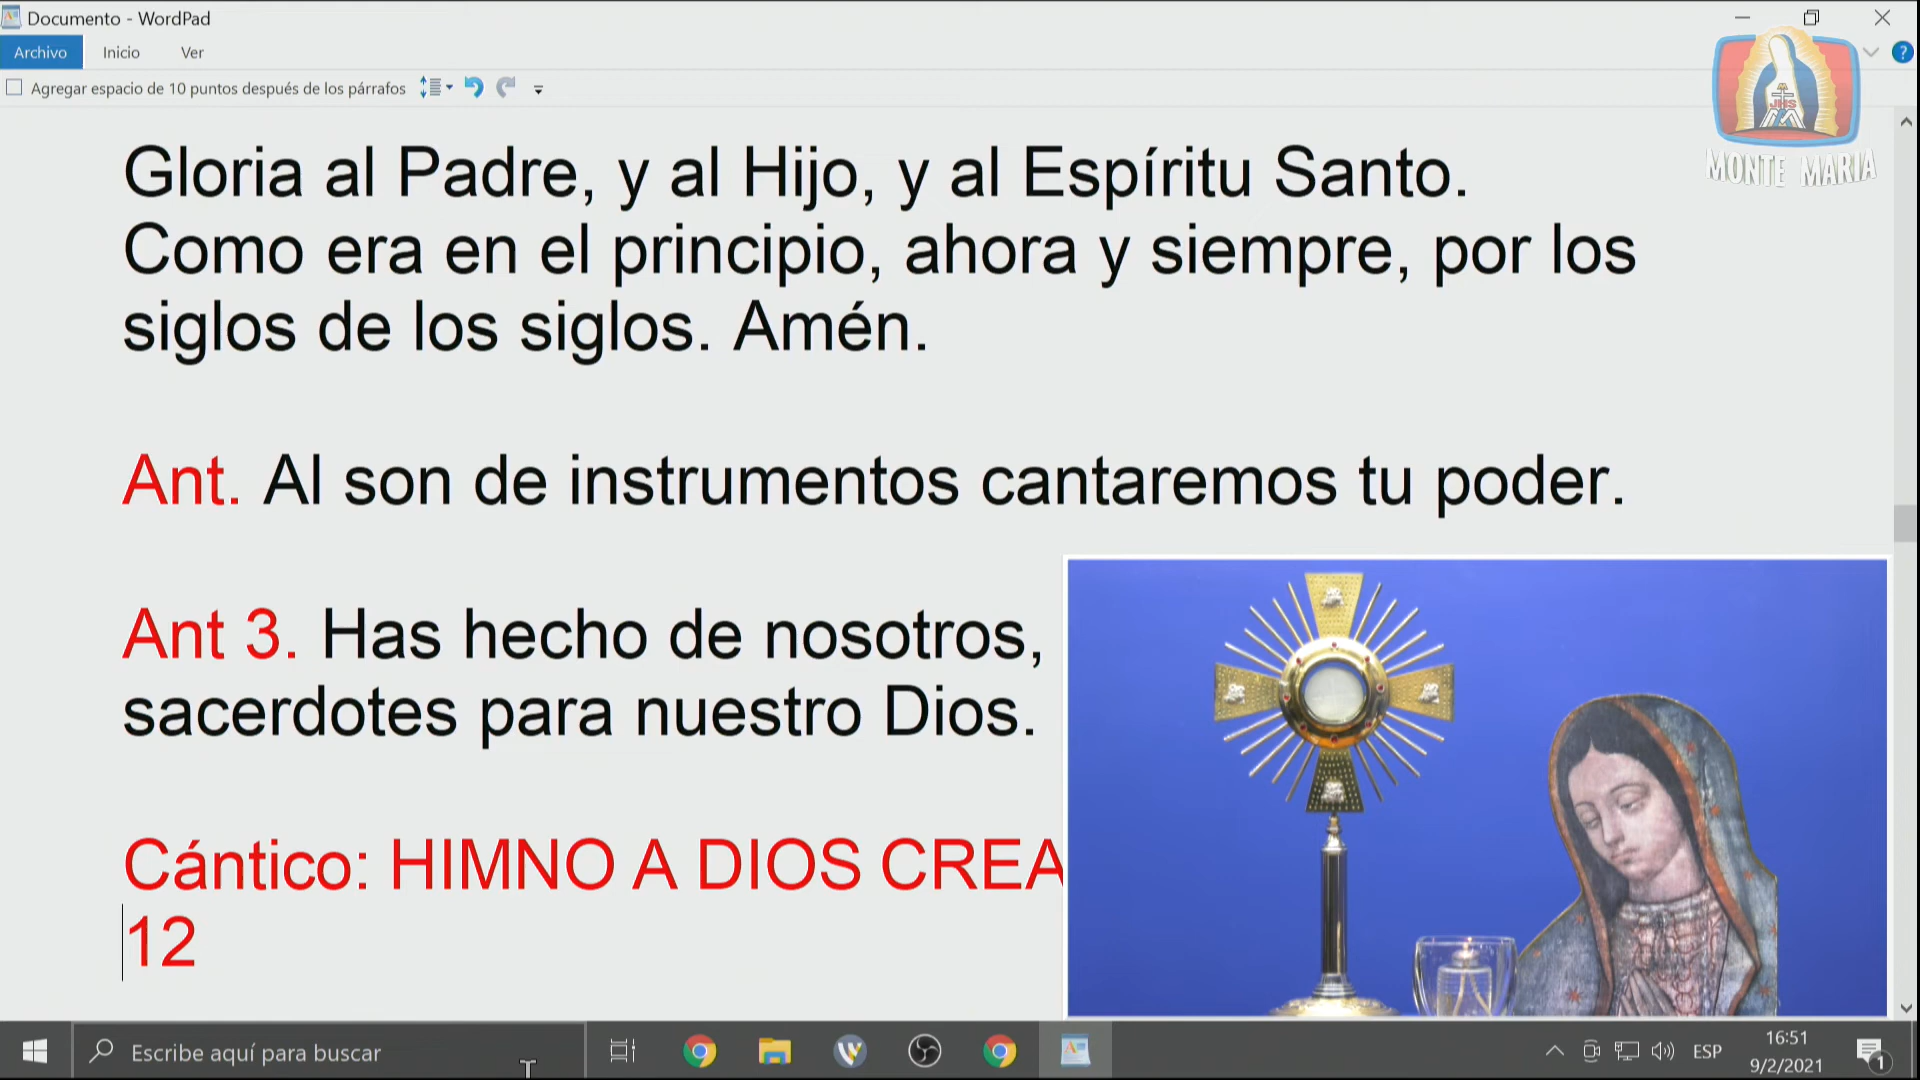 Documento - WordPad
Archivo Inicio Ver
Agregar espacio de 10 puntos después de los párrafos
JHS
MONTE MARIA
Gloria al Padre, y al Hijo, y al Espíritu Santo.
Como era en el principio, ahora y siempre, por los
siglos de los siglos. Amén.
Ant. Al son de instrumentos cantaremos tu poder.
Ant 3. Has hecho de nosotros,
sacerdotes para nuestro Dios.
Cántico: HIMNO A DIOS CREA
12
Escribe aquí para buscar
ESP
16:51
9/2/2021
1